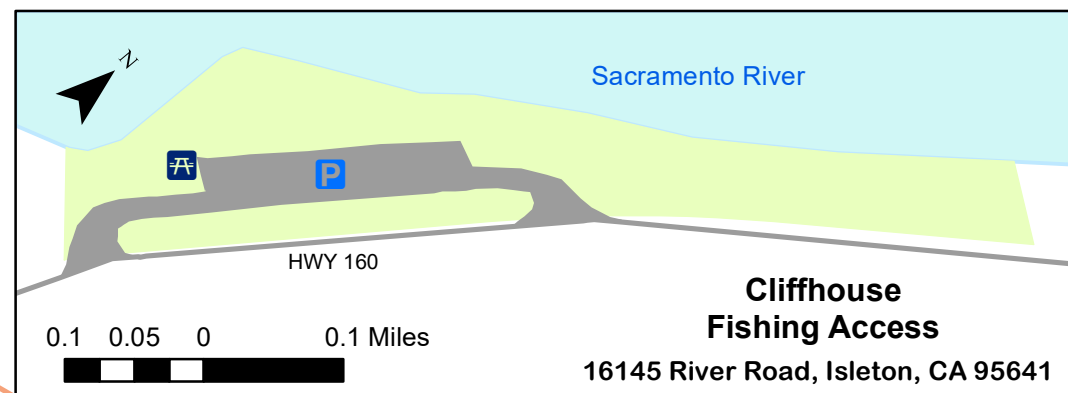 N
Sacramento River
P
HWY 160
0.1 0.05 0 0.1 Miles
Cliffhouse
Fishing Access
16145 River Road, Isleton, CA 95641